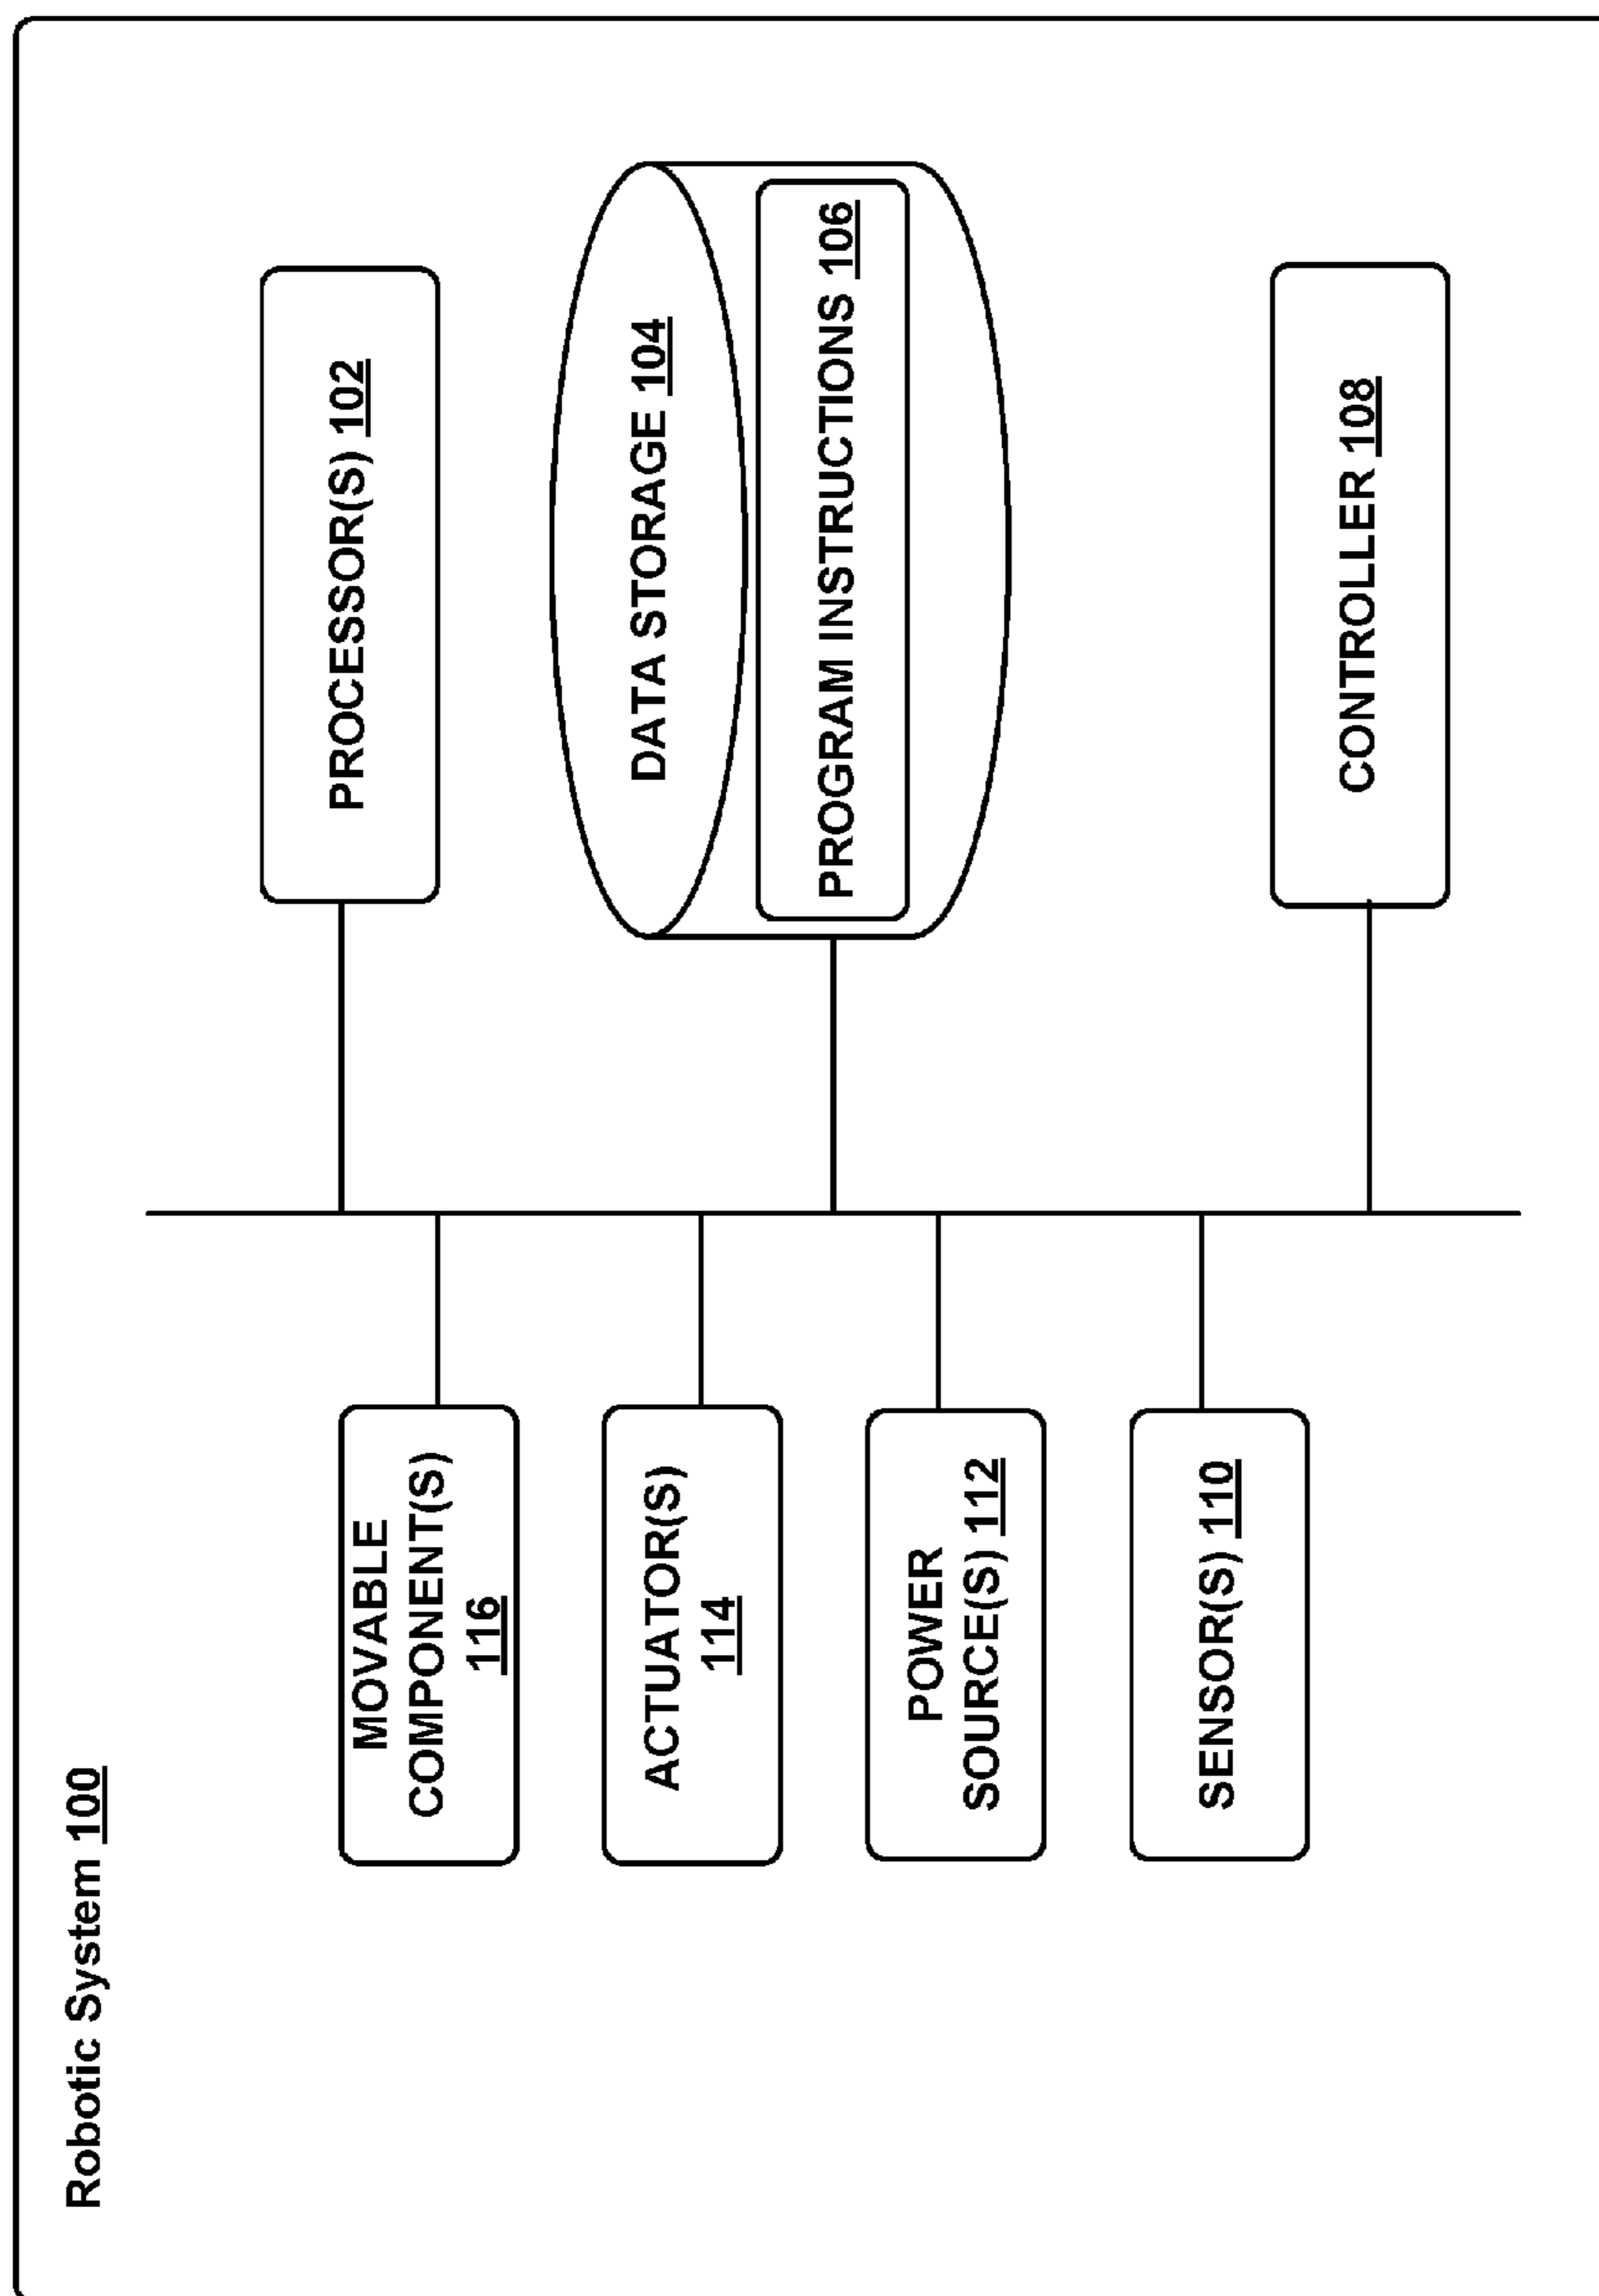 Robotic System 100
MOVABLE
COMPONENT(S)
116
ACTUATOR(S)
114
POWER
SOURCE(S) 112
SENSOR(S) 110
PROCESSOR(S) 102
DATA STORAGE 104
PROGRAM INSTRUCTIONS 106
CONTROLLER 108